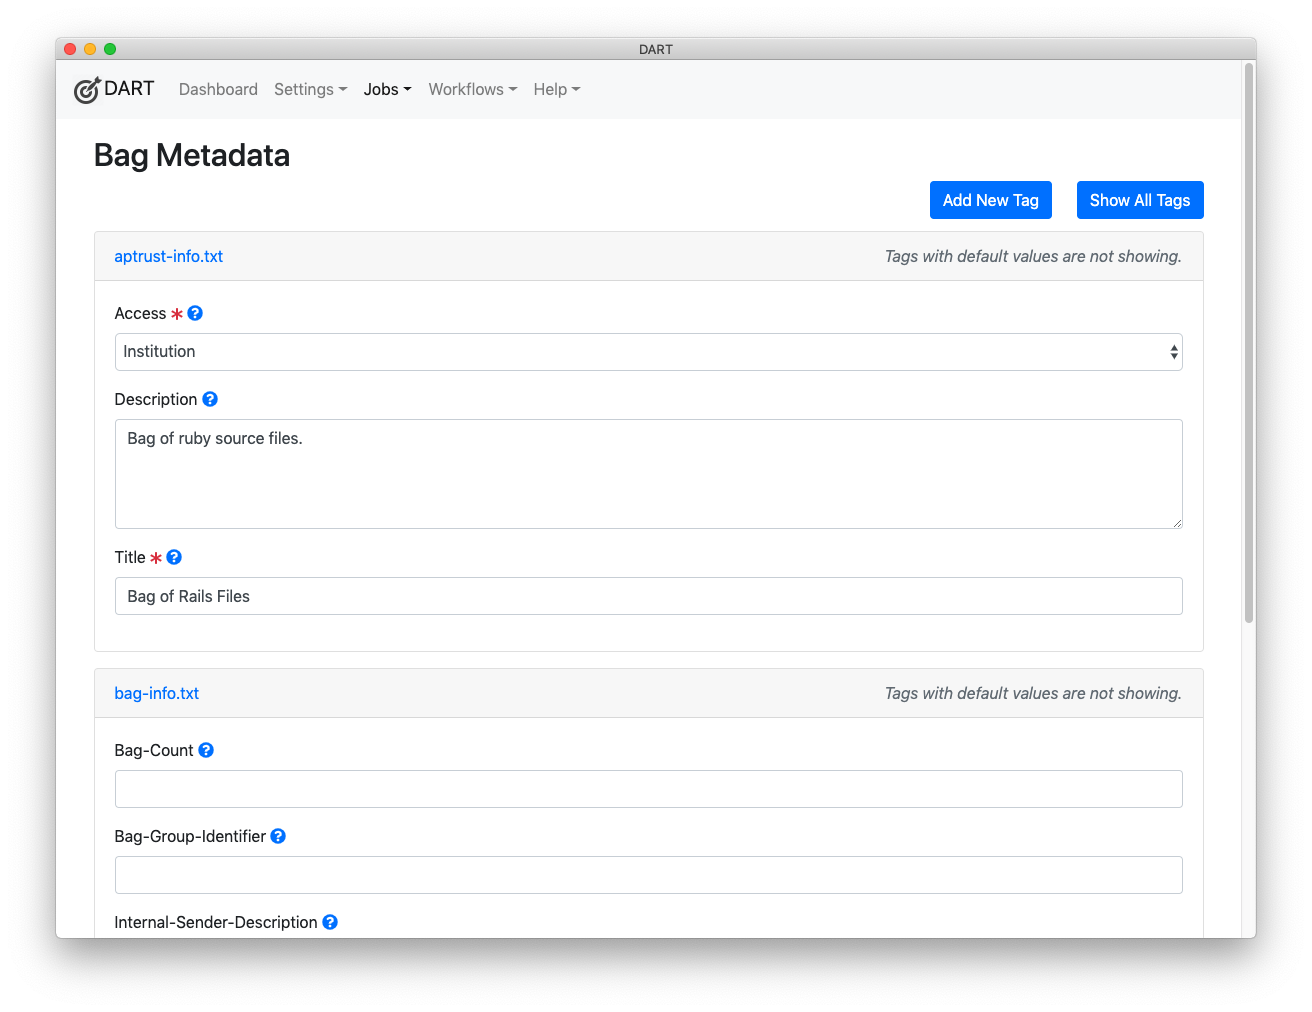 DART
DART Dashboard Settings Jobs Workflows Help
Bag Metadata
Add New Tag Show All Tags
aptrust-info.txt Tags with default values are not showing.
Access * ?
Institution
Description ?
Bag of ruby source files.
Title * ?
Bag of Rails Files
bag-info.txt Tags with default values are not showing.
Bag-Count ?
Bag-Group-Identifier ?
Internal-Sender-Description ?